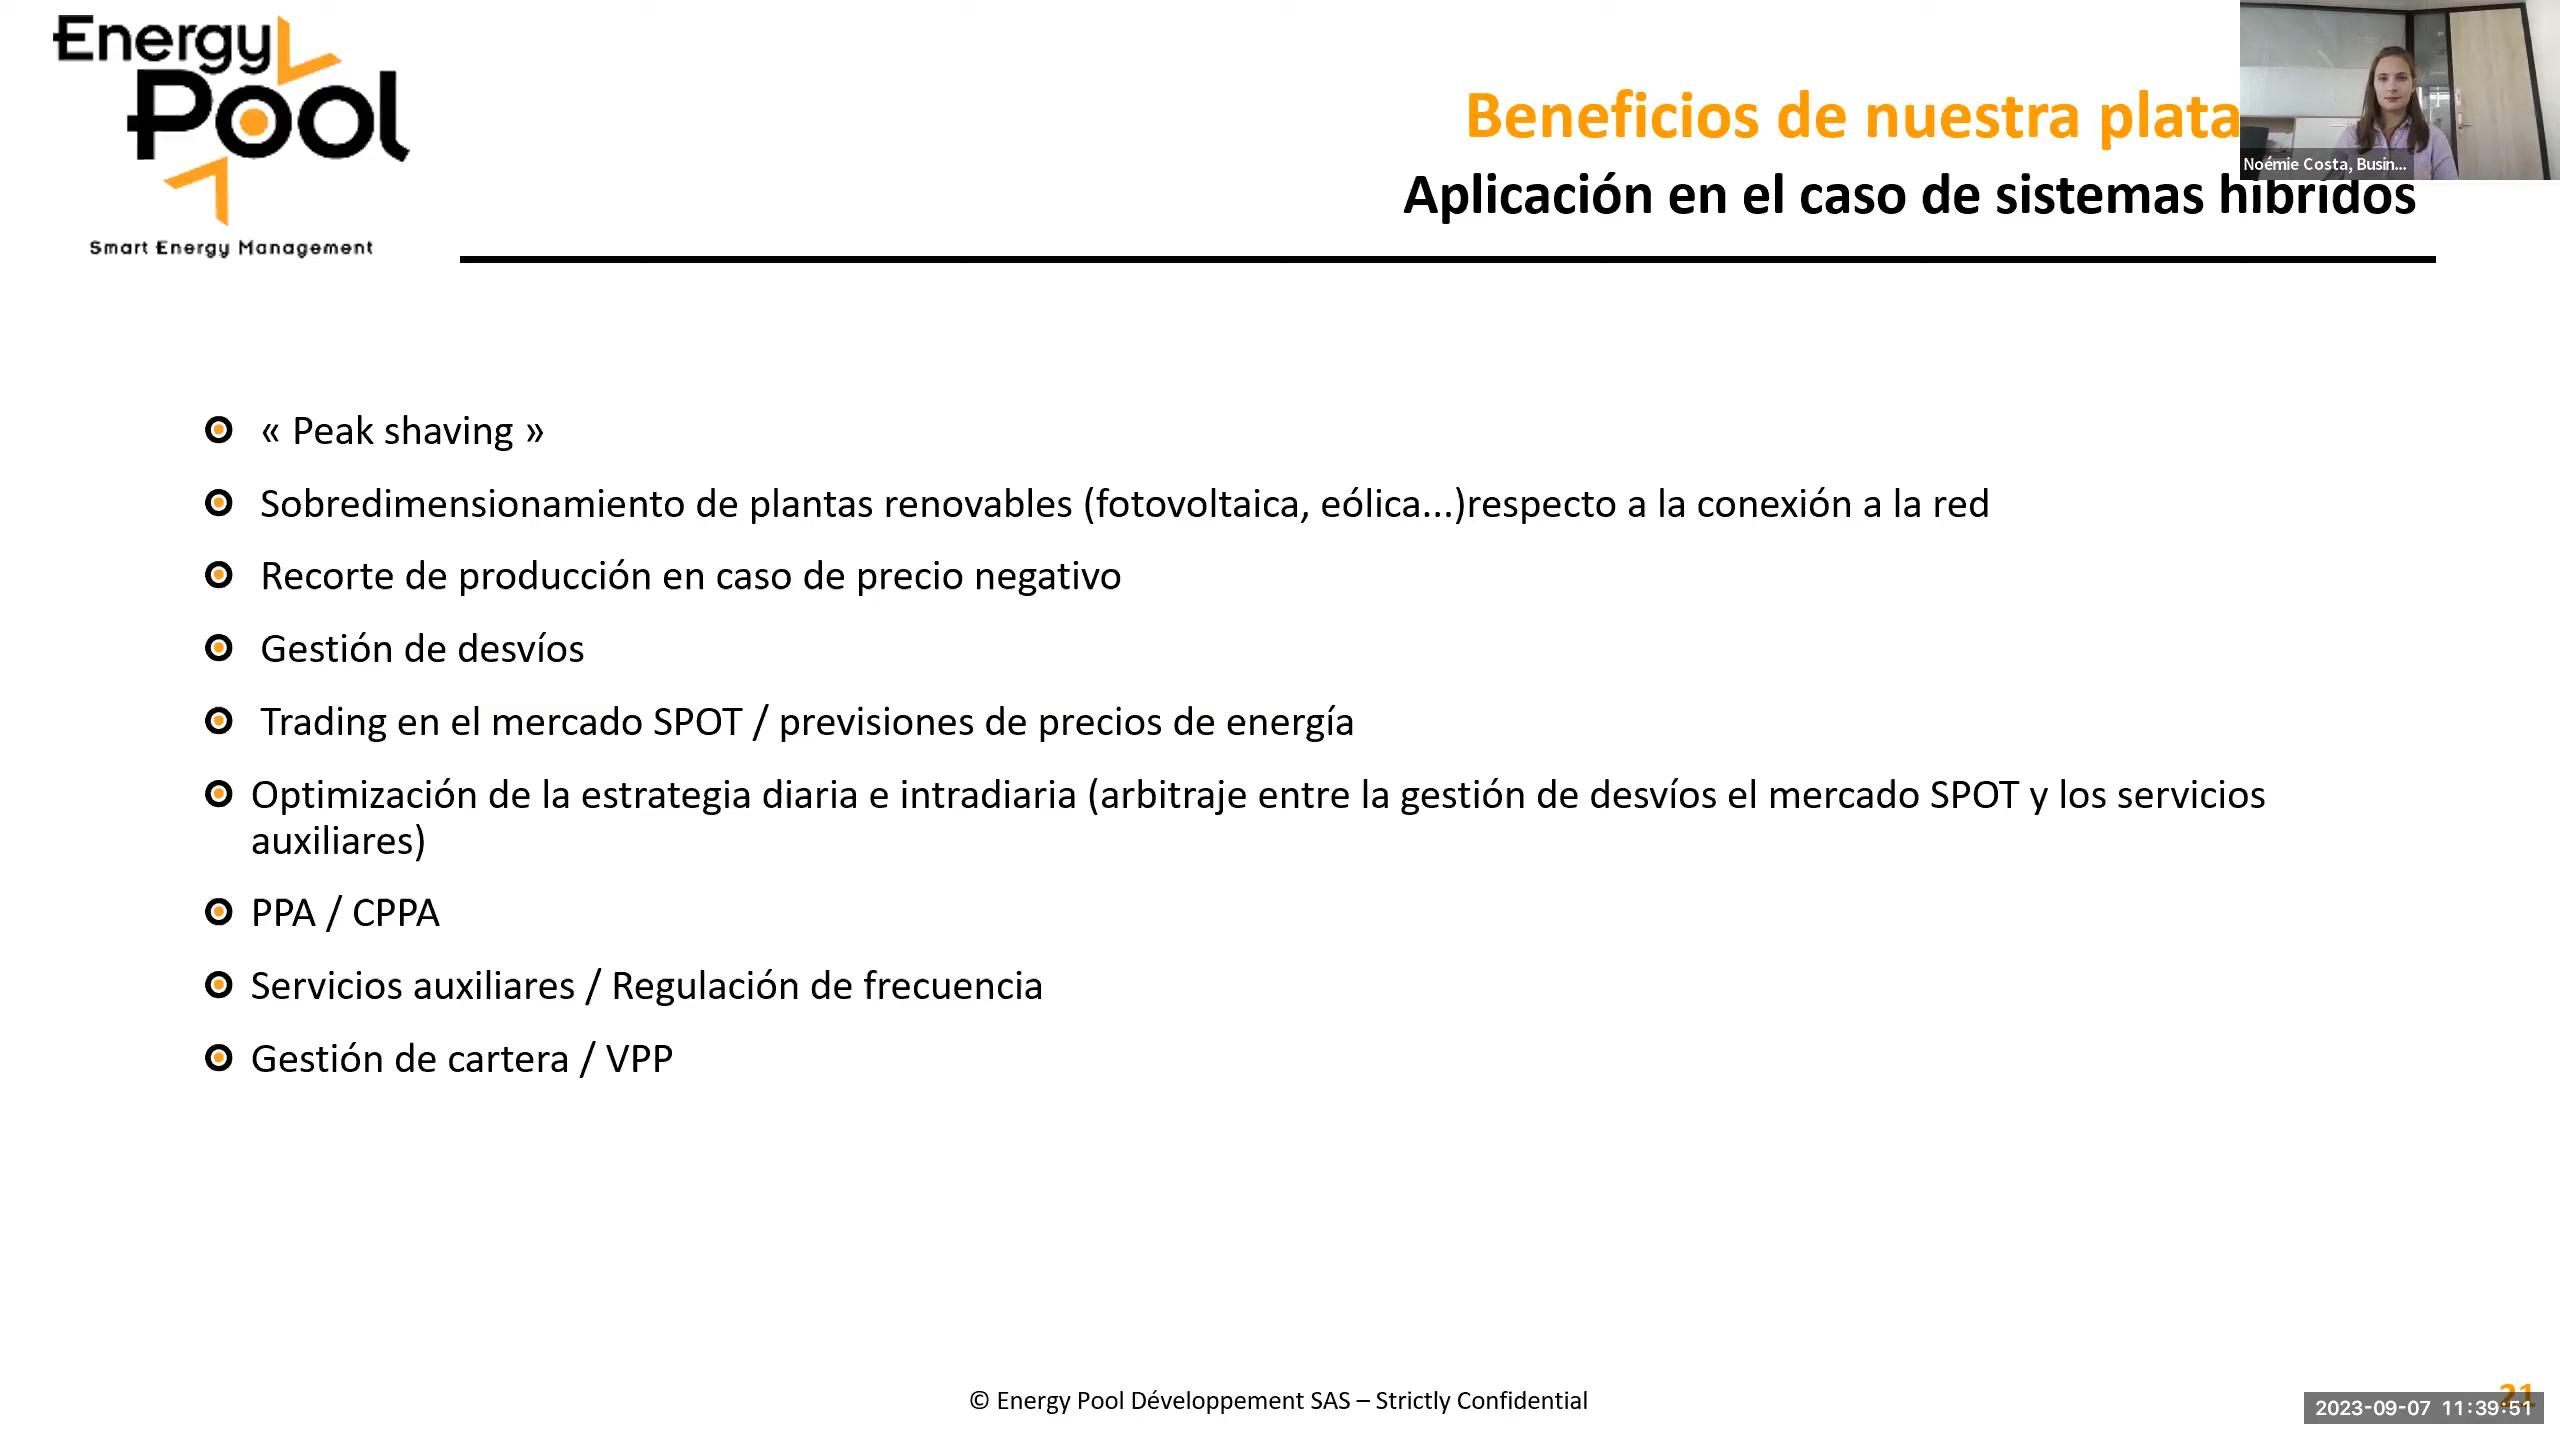 Energy
Pool
Smart Energy Management
Beneficios de nuestra plata
Noémie Costa, Busin...
Aplicación en el caso de sistemas híbridos
« Peak shaving »
Sobredimensionamiento de plantas renovables (fotovoltaica, eólica...)respecto a la conexión a la red
Recorte de producción en caso de precio negativo
Gestión de desvíos
Trading en el mercado SPOT / previsiones de precios de energía
Optimización de la estrategia diaria e intradiaria (arbitraje entre la gestión de desvíos el mercado SPOT y los servicios
auxiliares)
PPA / CPPA
Servicios auxiliares / Regulación de frecuencia
Gestión de cartera / VPP
© Energy Pool Développement SAS – Strictly Confidential
21
2023-09-07 11:39:51